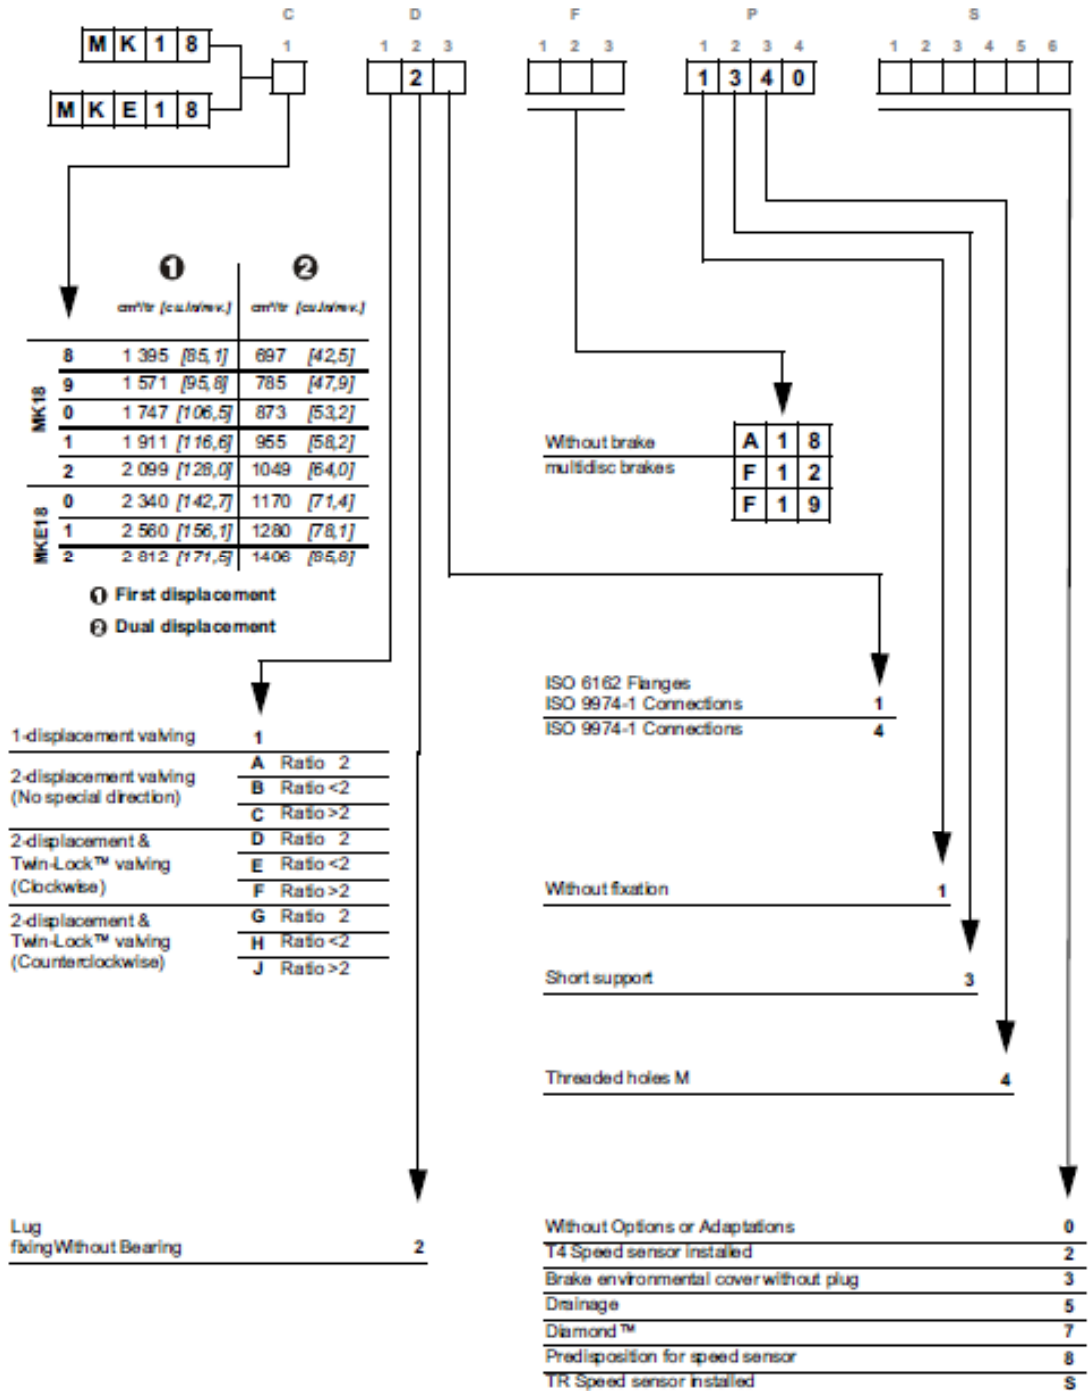 C D F P S
1 1 2 3 1 2 3 1 2 3 4 1 2 3 4 5 6
M K 1 8
2 1 3 4 0
M K E 1 8
❶ ❷
cm³/tr [cu.in/rev.] cm³/tr [cu.in/rev.]
MK18
8 1 395 [85,1] 697 [42,5]
9 1 571 [95,8] 785 [47,9]
0 1 747 [106,5] 873 [53,2]
1 1 911 [116,6] 955 [58,2]
2 2 099 [128,0] 1049 [64,0]
MKE18
0 2 340 [142,7] 1170 [71,4]
1 2 560 [156,1] 1280 [78,1]
2 2 812 [171,5] 1406 [85,8]
❶ First displacement
❷ Dual displacement
Without brake A 1 8
multidisc brakes F 1 2
F 1 9
ISO 6162 Flanges
ISO 9974-1 Connections 1
ISO 9974-1 Connections 4
1-displacement valving 1
2-displacement valving
(No special direction)
A Ratio 2
B Ratio <2
C Ratio >2
2-displacement &
Twin-Lock™ valving
(Clockwise)
D Ratio 2
E Ratio <2
F Ratio >2
2-displacement &
Twin-Lock™ valving
(Counterclockwise)
G Ratio 2
H Ratio <2
J Ratio >2
Without fixation 1
Short support 3
Threaded holes M 4
Lug
fixing Without Bearing 2
Without Options or Adaptations 0
T4 Speed sensor installed 2
Brake environmental cover without plug 3
Drainage 5
Diamond™ 7
Predisposition for speed sensor 8
TR Speed sensor installed S